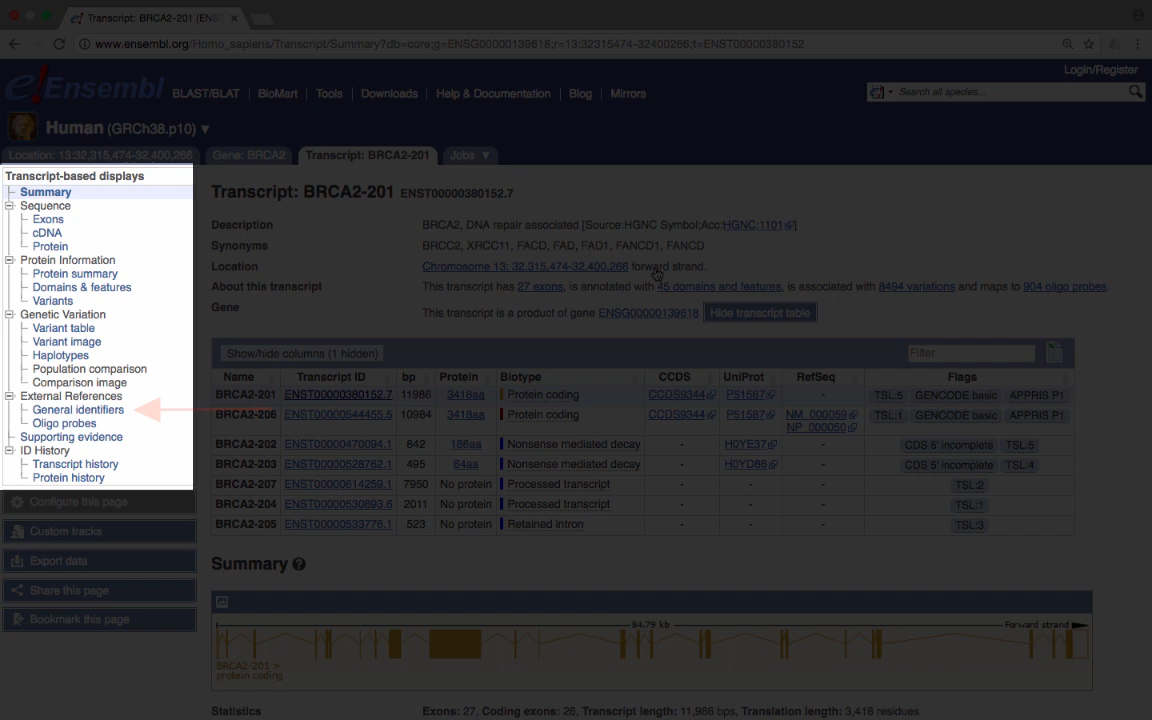 Transcript: BRCA2-201 (ENS
www.ensembl.org/Homo_sapiens/Transcript/Summary?db=core;g=ENSG00000139618;r=13:32315474-32400266;t=ENST00000380152
Login/Register
e!Ensembl BLAST/BLAT | BioMart | Tools | Downloads | Help & Documentation | Blog | Mirrors
Search all species...
Human (GRCh38.p10) ▼
Location: 13:32,315,474-32,400,266 Gene: BRCA2 Transcript: BRCA2-201 Jobs ▼
Transcript-based displays
Summary
Sequence
Exons
cDNA
Protein
Protein Information
Protein summary
Domains & features
Variants
Genetic Variation
Variant table
Variant image
Haplotypes
Population comparison
Comparison image
External References
General identifiers
Oligo probes
Supporting evidence
ID History
Transcript history
Protein history
Configure this page
Custom tracks
Export data
Share this page
Bookmark this page
Transcript: BRCA2-201 ENST00000380152.7
Description BRCA2, DNA repair associated [Source:HGNC Symbol;Acc:HGNC:1101]
Synonyms BRCC2, XRCC11, FACD, FAD, FAD1, FANCD1, FANCD
Location Chromosome 13: 32,315,474-32,400,266 forward strand.
About this transcript This transcript has 27 exons, is annotated with 45 domains and features, is associated with 8494 variations and maps to 904 oligo probes.
Gene This transcript is a product of gene ENSG00000139618 Hide transcript table
Show/hide columns (1 hidden) Filter
Name Transcript ID bp Protein Biotype CCDS UniProt RefSeq Flags
BRCA2-201 ENST00000380152.7 11986 3418aa Protein coding CCDS9344 P51587 - TSL:5 GENCODE basic APPRIS P1
BRCA2-206 ENST00000544455.5 10984 3418aa Protein coding CCDS9344 P51587 NM_000059 TSL:1 GENCODE basic APPRIS P1
NP_000050
BRCA2-202 ENST00000470094.1 842 186aa Nonsense mediated decay - H0YE37 - CDS 5' incomplete TSL:5
BRCA2-203 ENST00000528762.1 495 64aa Nonsense mediated decay - H0YD86 - CDS 5' incomplete TSL:4
BRCA2-207 ENST00000614259.1 7950 No protein Processed transcript - - - TSL:2
BRCA2-204 ENST00000530893.6 2011 No protein Processed transcript - - - TSL:1
BRCA2-205 ENST00000533776.1 523 No protein Retained intron - - - TSL:3
Summary
84.79 kb Forward strand
BRCA2-201 >
protein coding
Statistics Exons: 27, Coding exons: 26, Transcript length: 11,986 bps, Translation length: 3,418 residues